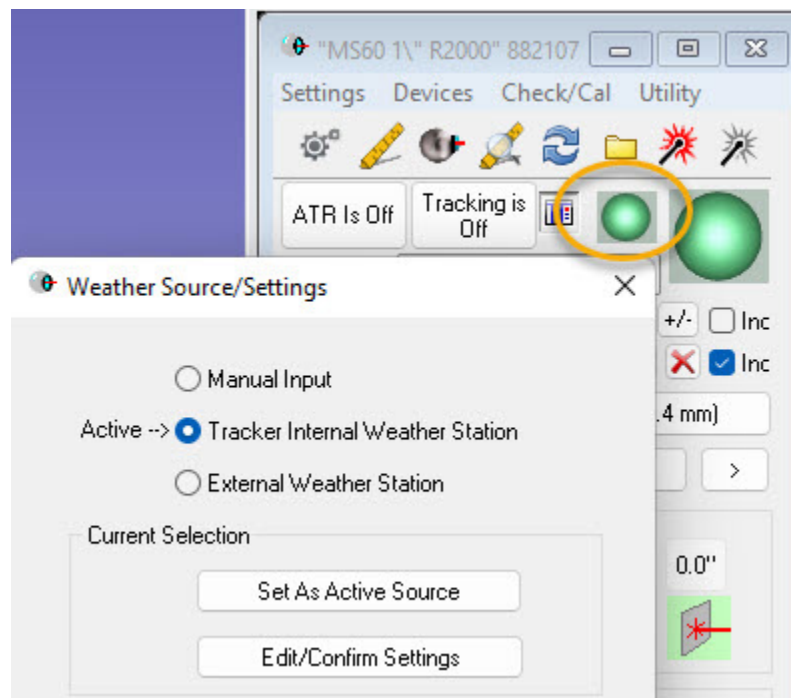 "MS60 1\" R2000" 882107
Settings Devices Check/Cal Utility
ATR Is Off
Tracking is
Off
Weather Source/Settings
+/- Inc
Inc
Manual Input
Active --> Tracker Internal Weather Station
.4 mm)
External Weather Station
>
Current Selection
Set As Active Source
0.0"
Edit/Confirm Settings